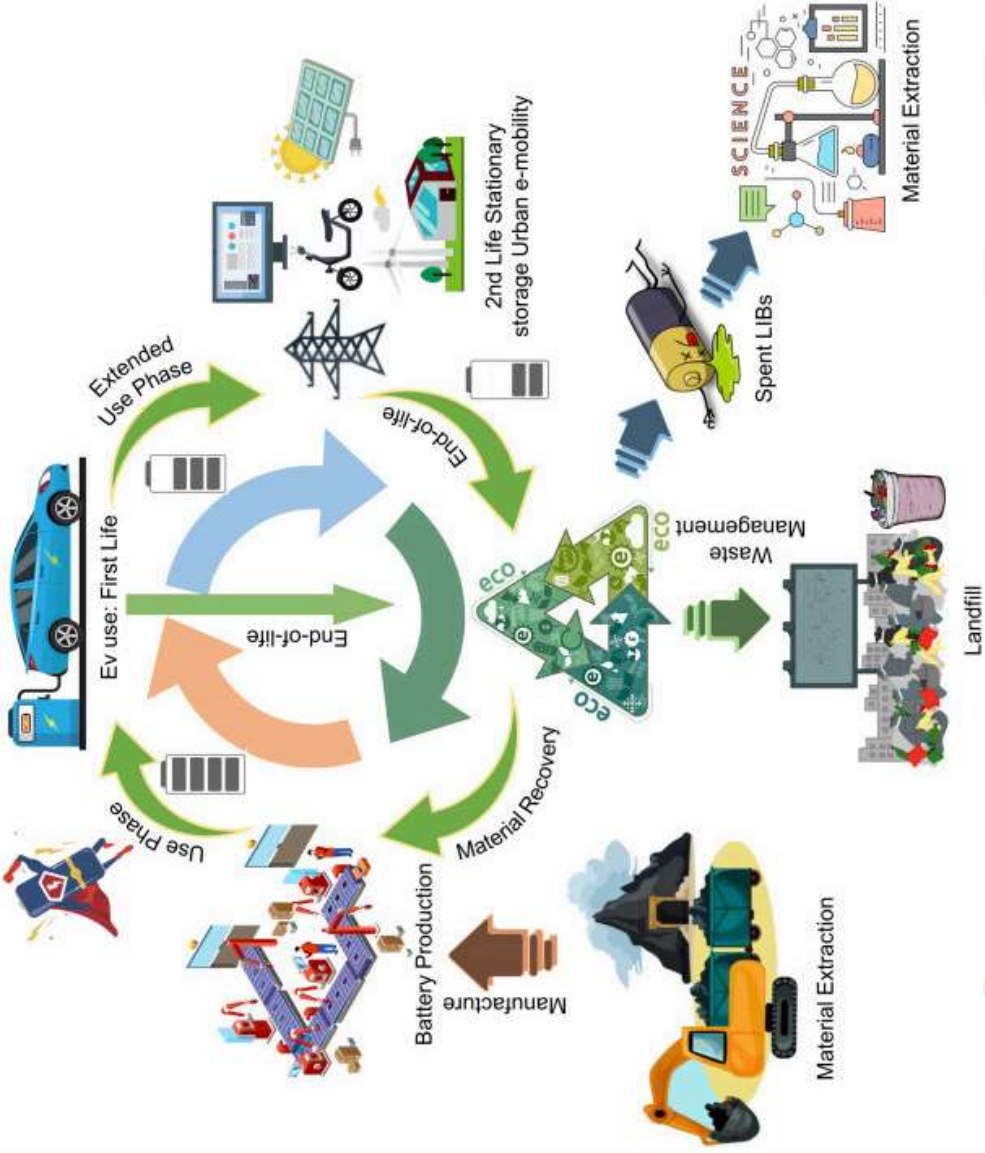 Ev use: First Life
Use Phase
Extended
Use Phase
End-of-life
Battery Production
2nd Life Stationary
storage Urban e-mobility
End-of-life
Material Recovery
Manufacture
eco
eco
eco
e
e
e
Waste
Management
Material Extraction
Landfill
Spent LIBs
SCIENCE
Material Extraction